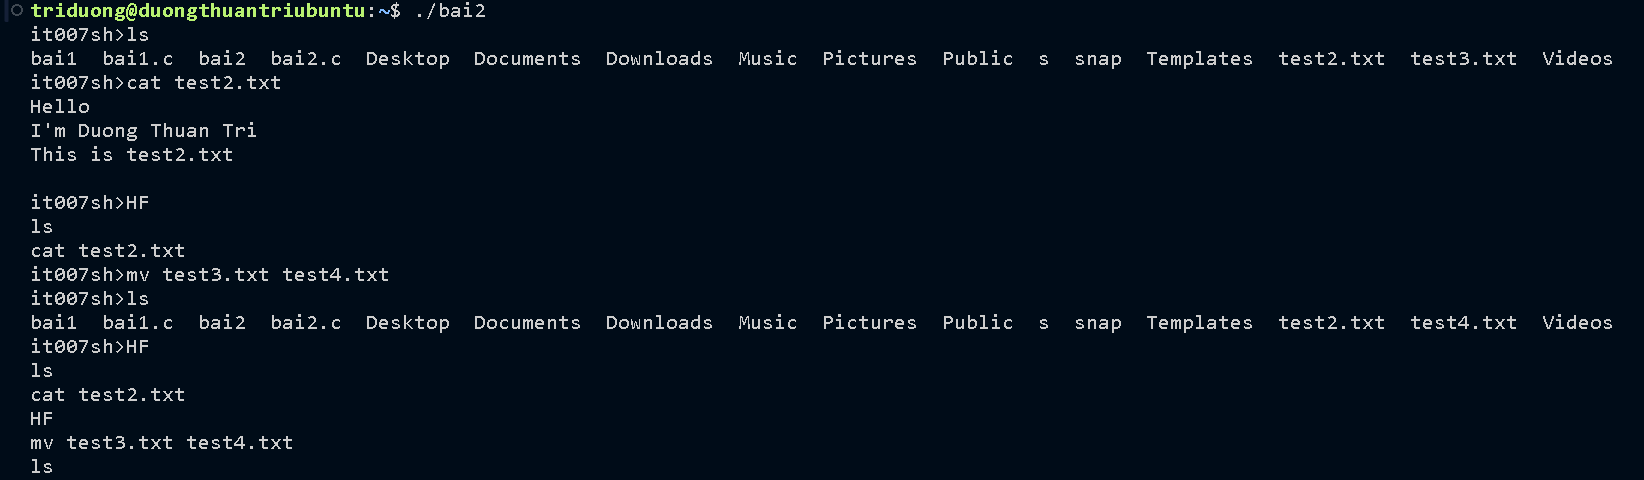 triduong@duongthuantriubuntu:~$ ./bai2
it007sh>ls
bai1  bai1.c  bai2  bai2.c  Desktop  Documents  Downloads  Music  Pictures  Public  s  snap  Templates  test2.txt  test3.txt  Videos
it007sh>cat test2.txt
Hello
I'm Duong Thuan Tri
This is test2.txt

it007sh>HF
ls
cat test2.txt
it007sh>mv test3.txt test4.txt
it007sh>ls
bai1  bai1.c  bai2  bai2.c  Desktop  Documents  Downloads  Music  Pictures  Public  s  snap  Templates  test2.txt  test4.txt  Videos
it007sh>HF
ls
cat test2.txt
HF
mv test3.txt test4.txt
ls